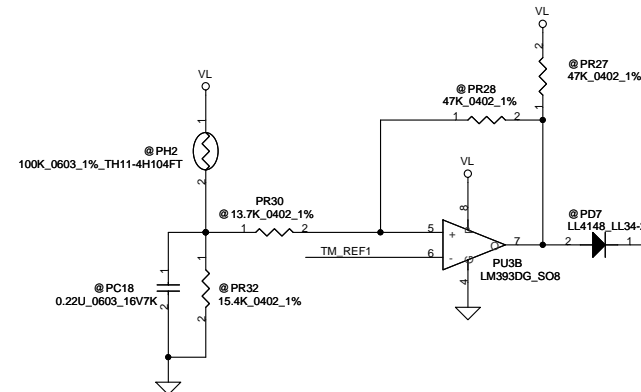 VL
@PR27
47K_0402_1%
2
1
@PR28
47K_0402_1%
1
2
VL
1
@PH2
100K_0603_1%_TH11-4H104FT
2
VL
8
PR30
@13.7K_0402_1%
1
2
5
+
P
O
7
6
-
G
4
TM_REF1
PU3B
LM393DG_SO8
@PD7
LL4148_LL34-2
2
1
1
@PC18
0.22U_0603_16V7K
2
1
@PR32
15.4K_0402_1%
2